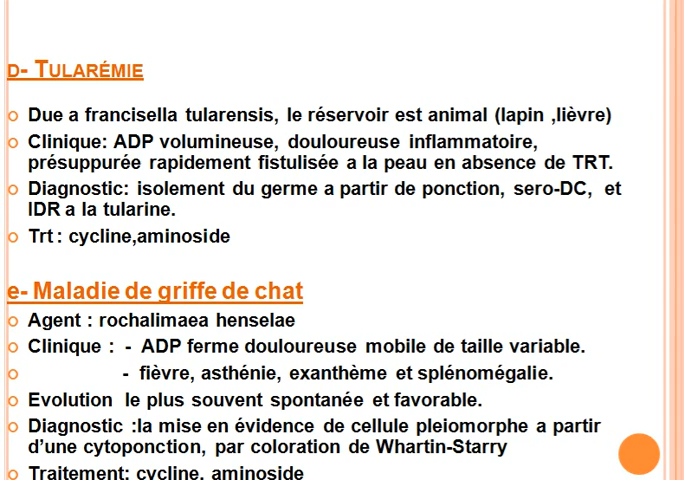 D- TULARÉMIE
Due a francisella tularensis, le réservoir est animal (lapin ,lièvre)
Clinique: ADP volumineuse, douloureuse inflammatoire,
présuppurée rapidement fistulisée a la peau en absence de TRT.
Diagnostic: isolement du germe a partir de ponction, sero-DC, et
IDR a la tularine.
Trt : cycline,aminoside
e- Maladie de griffe de chat
Agent : rochalimaea henselae
Clinique : - ADP ferme douloureuse mobile de taille variable.
- fièvre, asthénie, exanthème et splénomégalie.
Evolution le plus souvent spontanée et favorable.
Diagnostic :la mise en évidence de cellule pleiomorphe a partir
d’une cytoponction, par coloration de Whartin-Starry
Traitement: cycline, aminoside